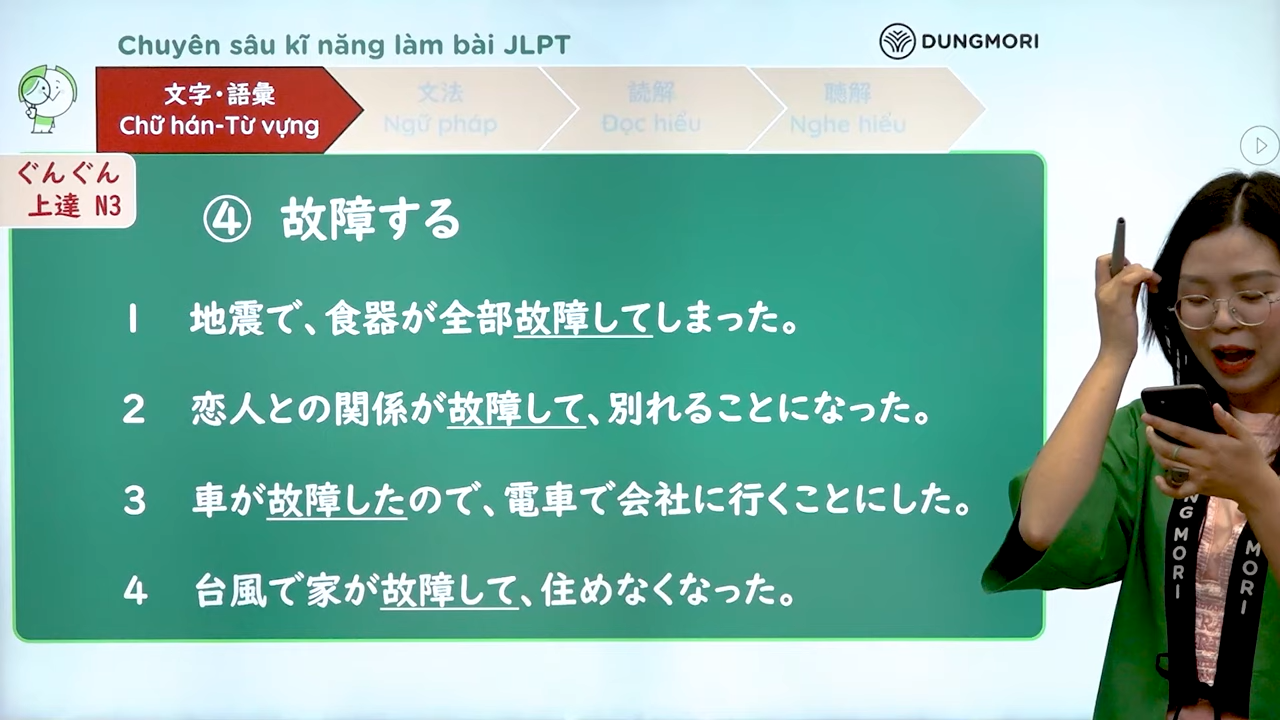 Chuyên sâu kĩ năng làm bài JLPT
DUNGMORI
文字・語彙
Chữ hán-Từ vựng
文法
Ngữ pháp
読解
Đọc hiểu
聴解
Nghe hiểu
ぐんぐん
上達 N3
④ 故障する
1 地震で、食器が全部故障してしまった。
2 恋人との関係が故障して、別れることになった。
3 車が故障したので、電車で会社に行くことにした。
4 台風で家が故障して、住めなくなった。
NG MORI
MORI